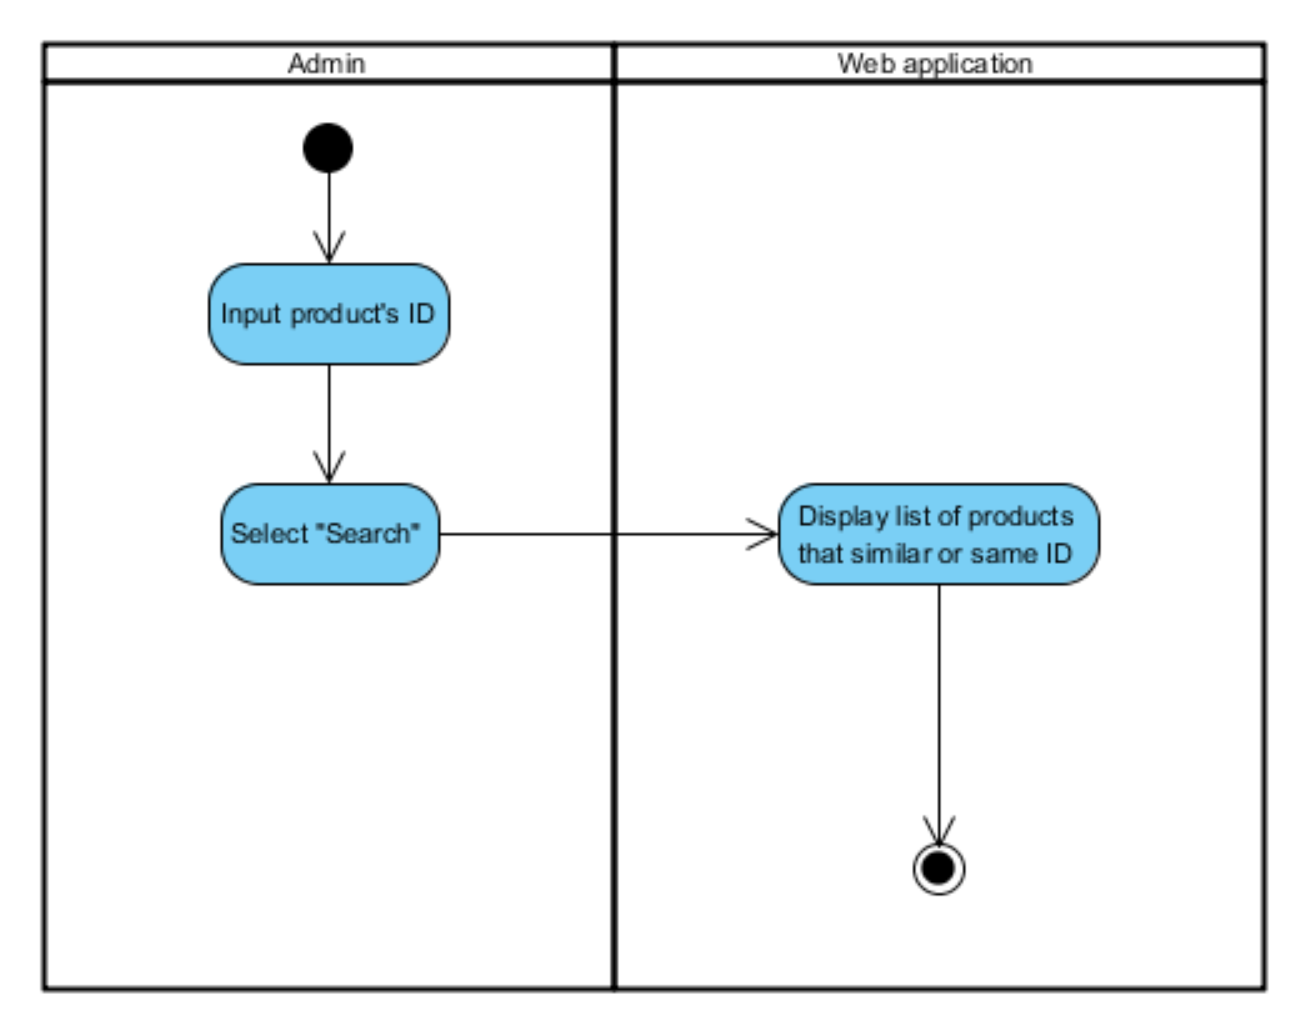 Admin
Web application
Input product's ID
Select "Search"
Display list of products
that similar or same ID